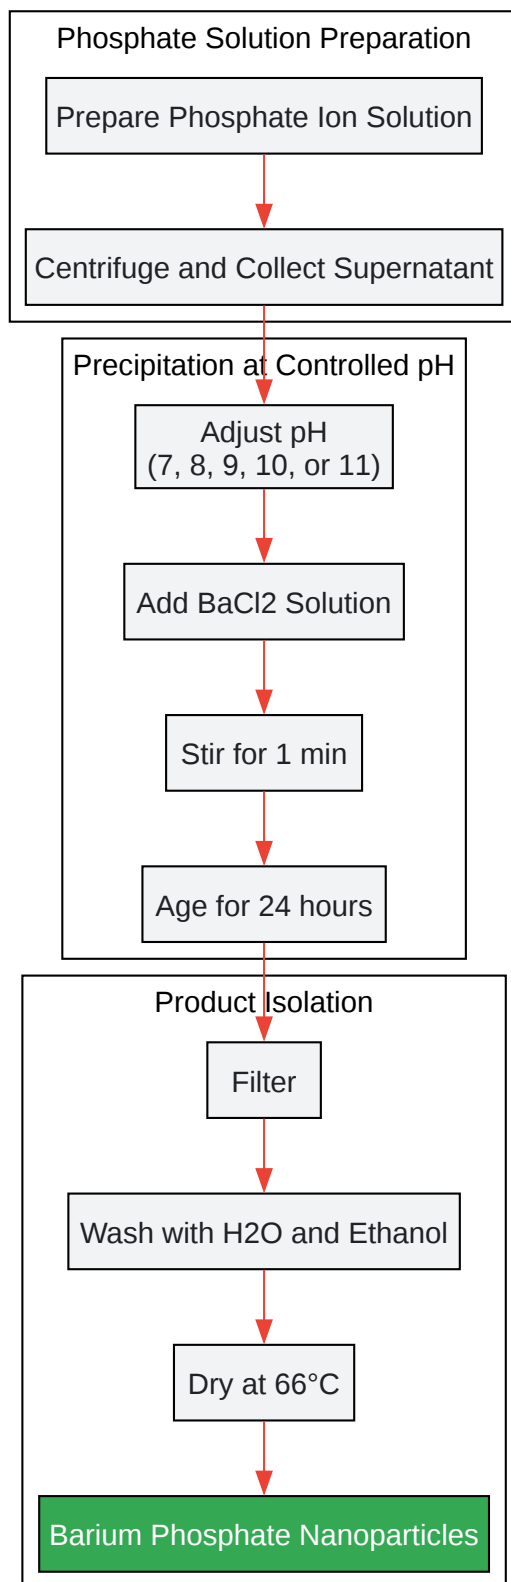 Phosphate Solution Preparation
Prepare Phosphate Ion Solution
Centrifuge and Collect Supernatant
Precipitation at Controlled pH
Adjust pH
(7, 8, 9, 10, or 11)
Add BaCl2 Solution
Stir for 1 min
Age for 24 hours
Product Isolation
Filter
Wash with H2O and Ethanol
Dry at 66°C
Barium Phosphate Nanoparticles